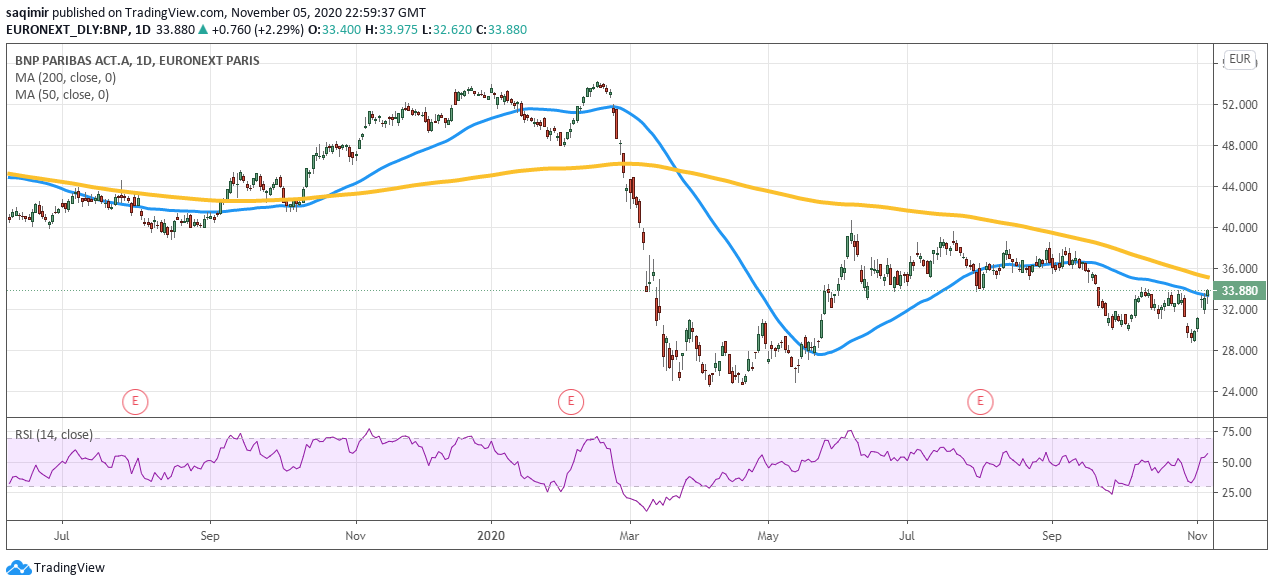 saqimir published on TradingView.com, November 05, 2020 22:59:37 GMT
EURONEXT_DLY:BNP, 1D 33.880 ▲ +0.760 (+2.29%) O:33.400 H:33.975 L:32.620 C:33.880
BNP PARIBAS ACT.A, 1D, EURONEXT PARIS
MA (200, close, 0)
MA (50, close, 0)
EUR
52.000
48.000
44.000
40.000
36.000
33.880
32.000
28.000
24.000
E E E
RSI (14, close)
75.00
50.00
25.00
Jul Sep Nov 2020 Mar May Jul Sep Nov
TradingView